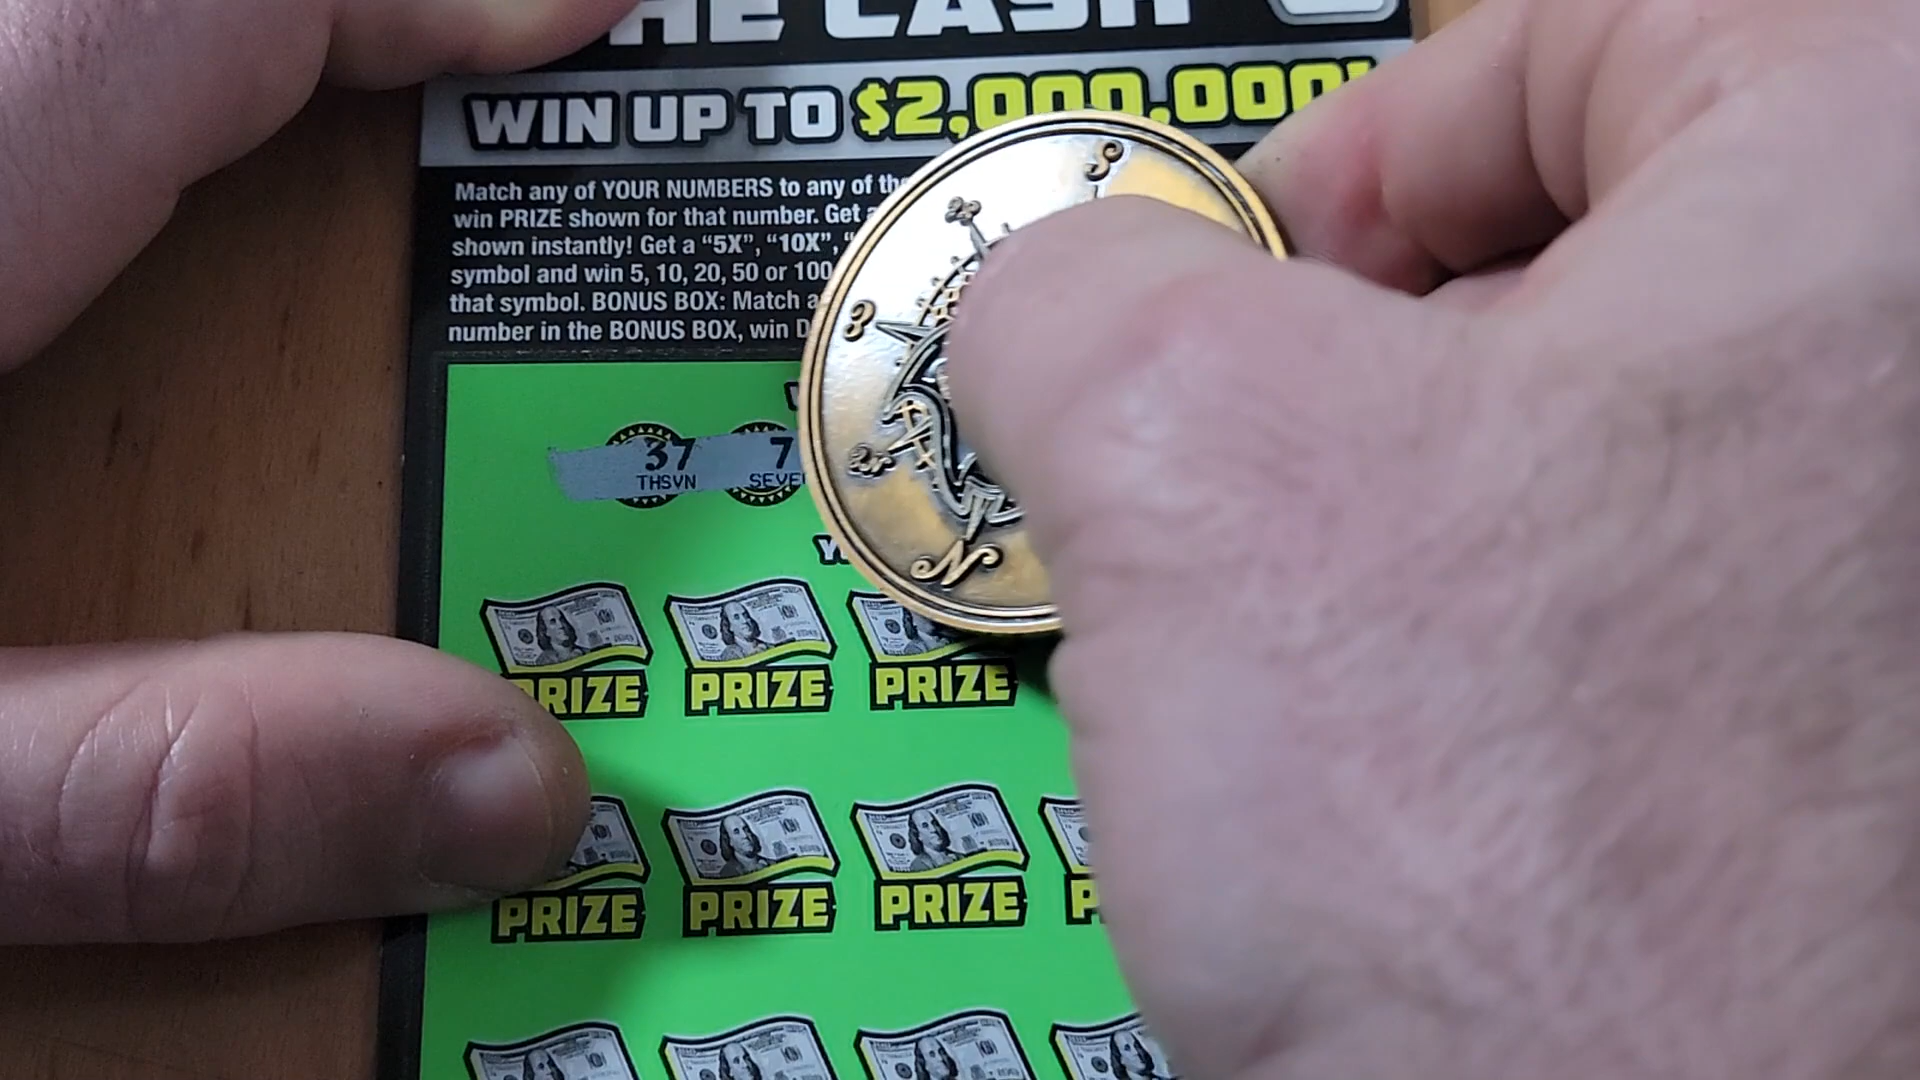 THE CASH
WIN UP TO $2,000,000!
Match any of YOUR NUMBERS to any of the
win PRIZE shown for that number. Get a
shown instantly! Get a “5X”, “10X”, “
symbol and win 5, 10, 20, 50 or 100
that symbol. BONUS BOX: Match a
number in the BONUS BOX, win D
37 7
THSVN SEVE
S
N
PRIZE PRIZE PRIZE
PRIZE PRIZE PRIZE P